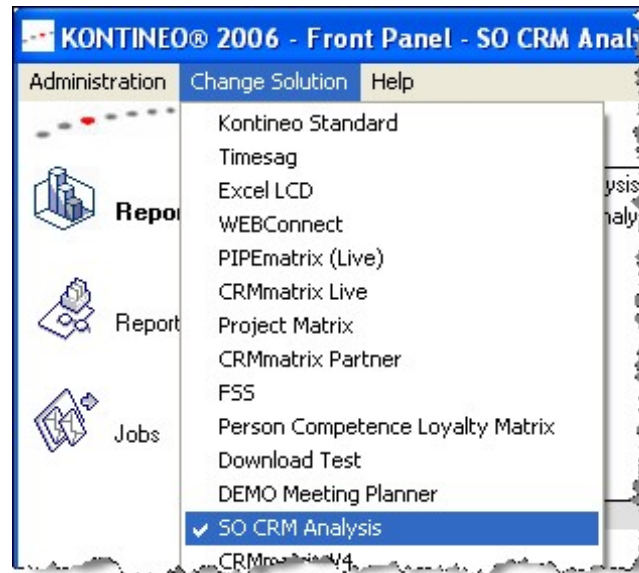 KONTINEO® 2006 - Front Panel - SO CRM
Administration Change Solution Help
Kontineo Standard
Timesag
Excel LCD
WEBConnect
PIPEmatrix (Live)
CRMmatrix Live
Project Matrix
CRMmatrix Partner
FSS
Person Competence Loyalty Matrix
Download Test
DEMO Meeting Planner
SO CRM Analysis
Report
Jobs